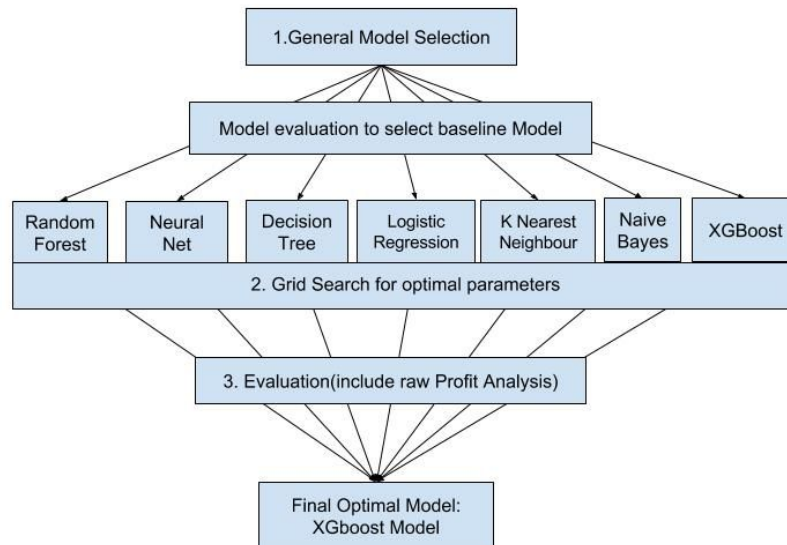 1.General Model Selection
Model evaluation to select baseline Model
Random
Forest
Neural
Net
Decision
Tree
Logistic
Regression
K Nearest
Neighbour
Naive
Bayes
XGBoost
2. Grid Search for optimal parameters
3. Evaluation(include raw Profit Analysis)
Final Optimal Model:
XGboost Model